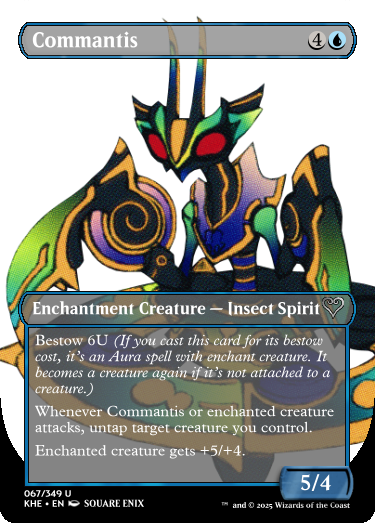 Commantis 4
Enchantment Creature — Insect Spirit
Bestow 6U (If you cast this card for its bestow
cost, it's an Aura spell with enchant creature. It
becomes a creature again if it's not attached to a
creature.)
Whenever Commantis or enchanted creature
attacks, untap target creature you control.
Enchanted creature gets +5/+4.
5/4
067/349 U
KHE • EN SQUARE ENIX
™ and © 2025 Wizards of the Coast